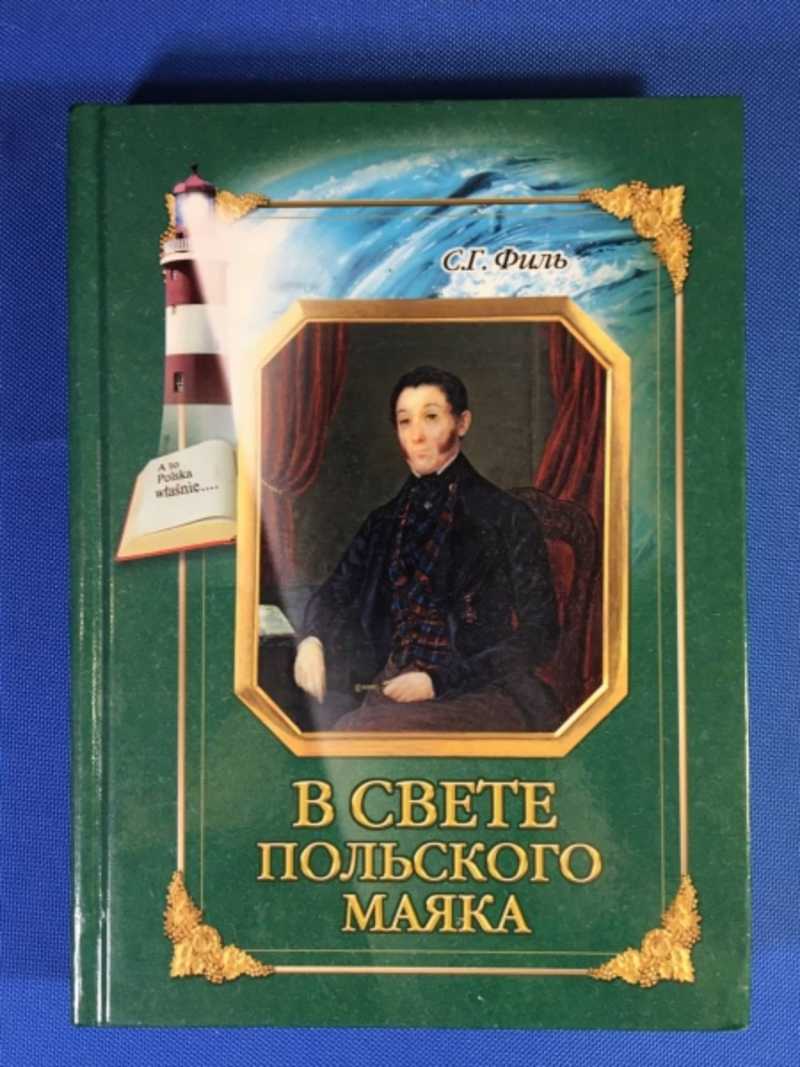 С.Г. Филь
A to
Polska
właśnie....
В СВЕТЕ
ПОЛЬСКОГО
МАЯКА